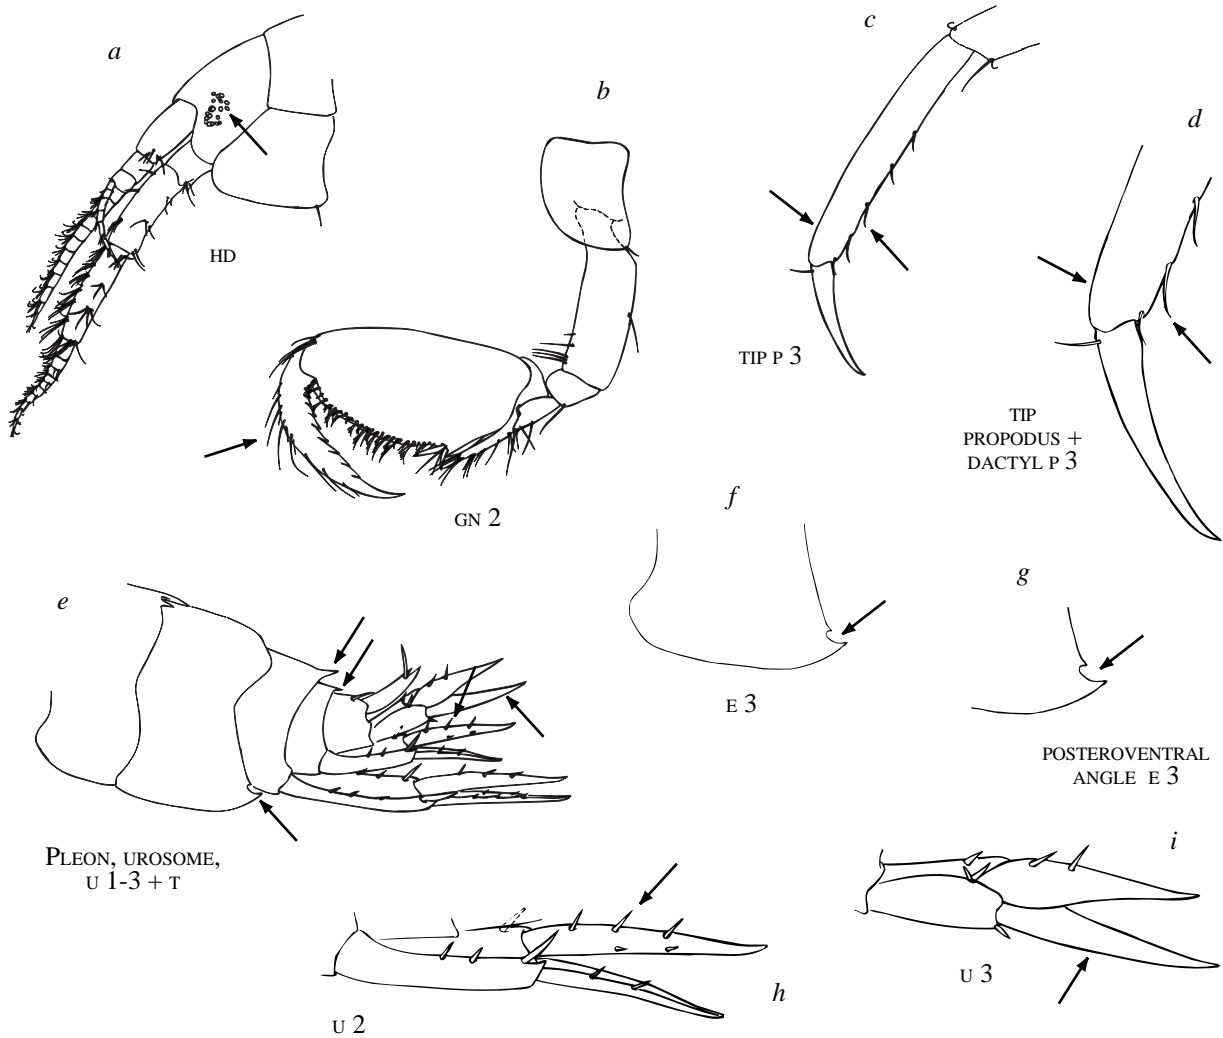 a
HD
b
GN 2
c
TIP P 3
d
TIP
PROPODUS +
DACTYL P 3
e
PLEON, UROSOME,
U 1-3 + T
f
E 3
g
POSTEROVENTRAL
ANGLE E 3
h
U 2
i
U 3